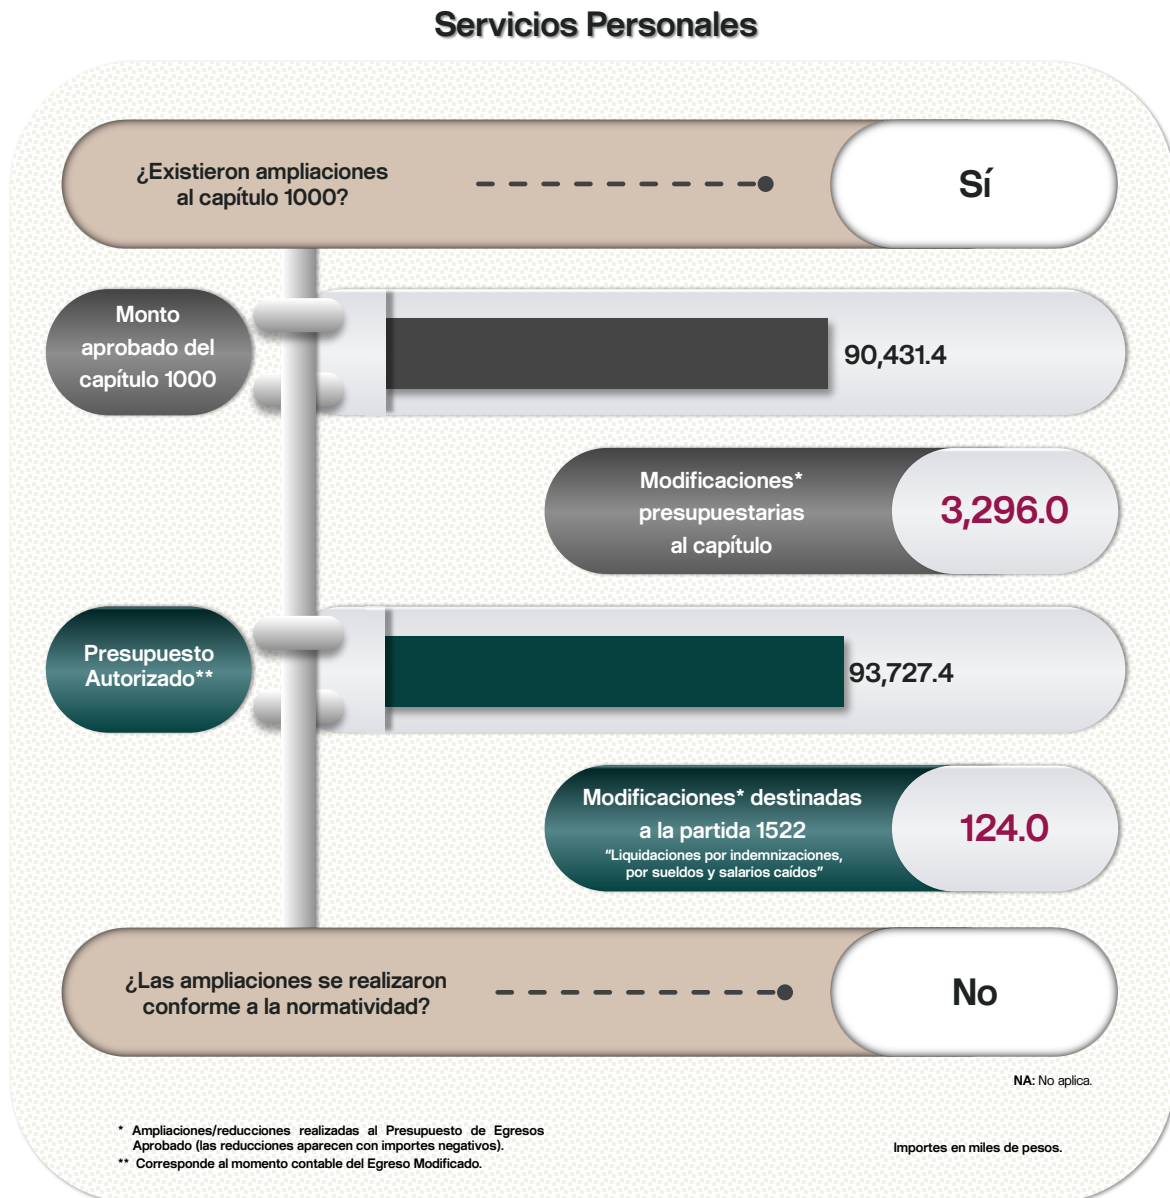 Servicios Personales
¿Existieron ampliaciones
al capítulo 1000?
Sí
Monto
aprobado del
capítulo 1000
90,431.4
Modificaciones*
presupuestarias
al capítulo
3,296.0
Presupuesto
Autorizado**
93,727.4
Modificaciones* destinadas
a la partida 1522
"Liquidaciones por indemnizaciones,
por sueldos y salarios caídos"
124.0
¿Las ampliaciones se realizaron
conforme a la normatividad?
No
NA: No aplica.
* Ampliaciones/reducciones realizadas al Presupuesto de Egresos
Aprobado (las reducciones aparecen con importes negativos).
** Corresponde al momento contable del Egreso Modificado.
Importes en miles de pesos.